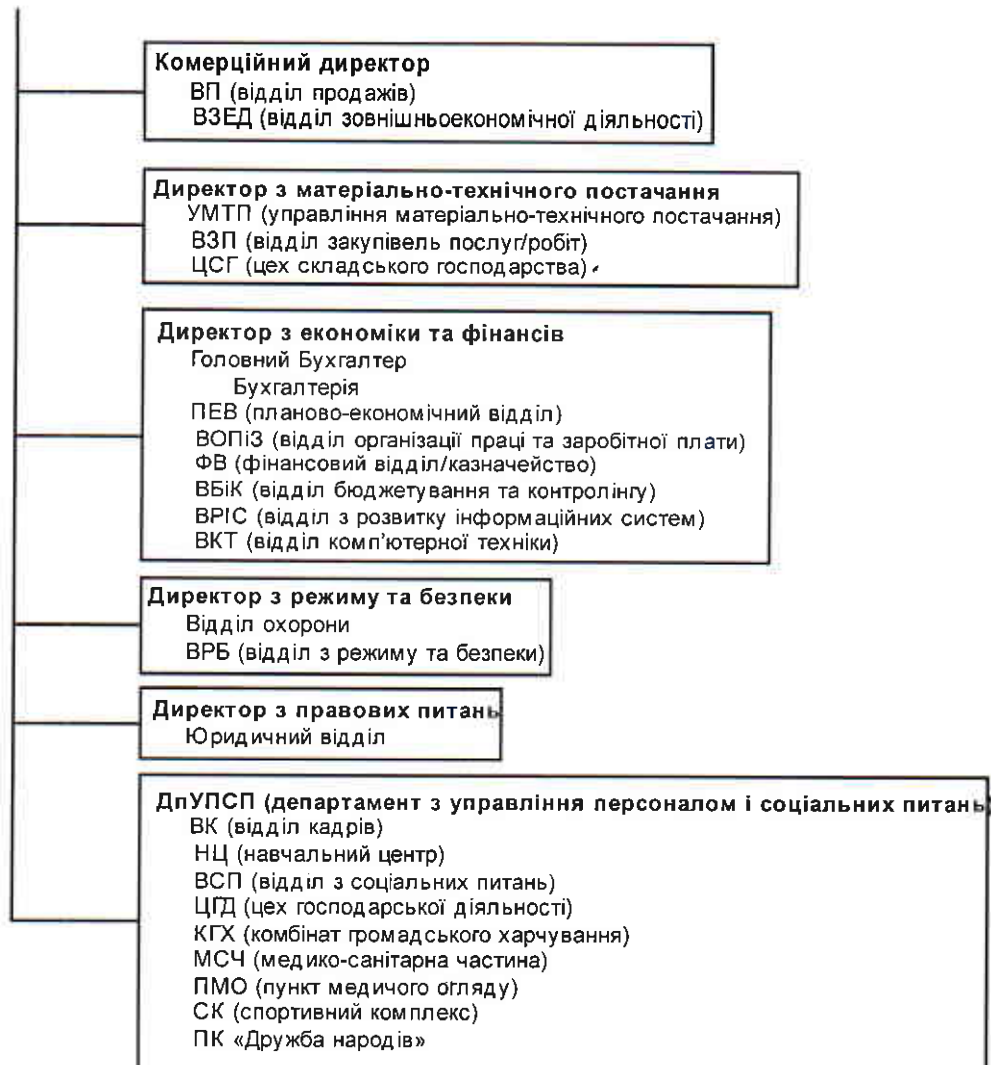 Комерційний директор
ВП (відділ продажів)
ВЗЕД (відділ зовнішньоекономічної діяльності)
Директор з матеріально-технічного постачання
УМТП (управління матеріально-технічного постачання)
ВЗП (відділ закупівель послуг/робіт)
ЦСГ (цех складського господарства)
Директор з економіки та фінансів
Головний Бухгалтер
Бухгалтерія
ПЕВ (планово-економічний відділ)
ВОПіЗ (відділ організації праці та заробітної плати)
ФВ (фінансовий відділ/казначейство)
ВБіК (відділ бюджетування та контролінгу)
ВРІС (відділ з розвитку інформаційних систем)
ВКТ (відділ комп'ютерної техніки)
Директор з режиму та безпеки
Відділ охорони
ВРБ (відділ з режиму та безпеки)
Директор з правових питань
Юридичний відділ
ДпУПСП (департамент з управління персоналом і соціальних питань)
ВК (відділ кадрів)
НЦ (навчальний центр)
ВСП (відділ з соціальних питань)
ЦГД (цех господарської діяльності)
КГХ (комбінат громадського харчування)
МСЧ (медико-санітарна частина)
ПМО (пункт медичого огляду)
СК (спортивний комплекс)
ПК «Дружба народів»